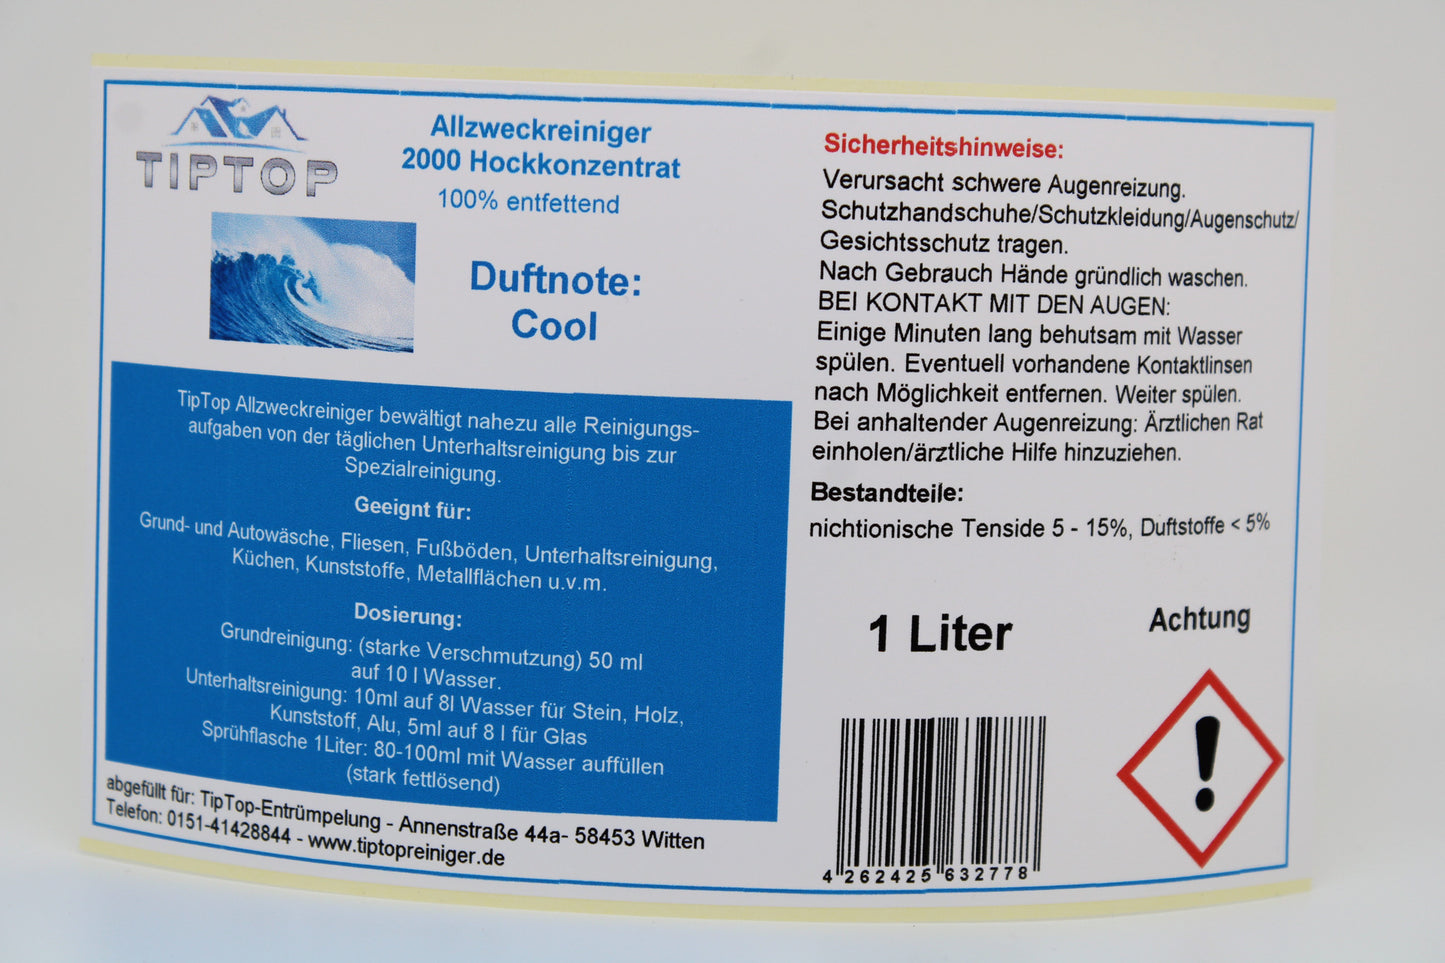 TIPTOP
Allzweckreiniger
2000 Hockkonzentrat
100% entfettend
Duftnote:
Cool
TipTop Allzweckreiniger bewältigt nahezu alle Reinigungs-
aufgaben von der täglichen Unterhaltsreinigung bis zur
Spezialreinigung.
Geeignt für:
Grund- und Autowäsche, Fliesen, Fußböden, Unterhaltsreinigung,
Küchen, Kunststoffe, Metallflächen u.v.m.
Dosierung:
Grundreinigung: (starke Verschmutzung) 50 ml
auf 10 l Wasser.
Unterhaltsreinigung: 10ml auf 8l Wasser für Stein, Holz,
Kunststoff, Alu, 5ml auf 8 l für Glas
Sprühflasche 1Liter: 80-100ml mit Wasser auffüllen
(stark fettlösend)
abgefüllt für: TipTop-Entrümpelung - Annenstraße 44a- 58453 Witten
Telefon: 0151-41428844 - www.tiptopreiniger.de
Sicherheitshinweise:
Verursacht schwere Augenreizung.
Schutzhandschuhe/Schutzkleidung/Augenschutz/
Gesichtsschutz tragen.
Nach Gebrauch Hände gründlich waschen.
BEI KONTAKT MIT DEN AUGEN:
Einige Minuten lang behutsam mit Wasser
spülen. Eventuell vorhandene Kontaktlinsen
nach Möglichkeit entfernen. Weiter spülen.
Bei anhaltender Augenreizung: Ärztlichen Rat
einholen/ärztliche Hilfe hinzuziehen.
Bestandteile:
nichtionische Tenside 5 - 15%, Duftstoffe < 5%
1 Liter
Achtung
4 262425 632778